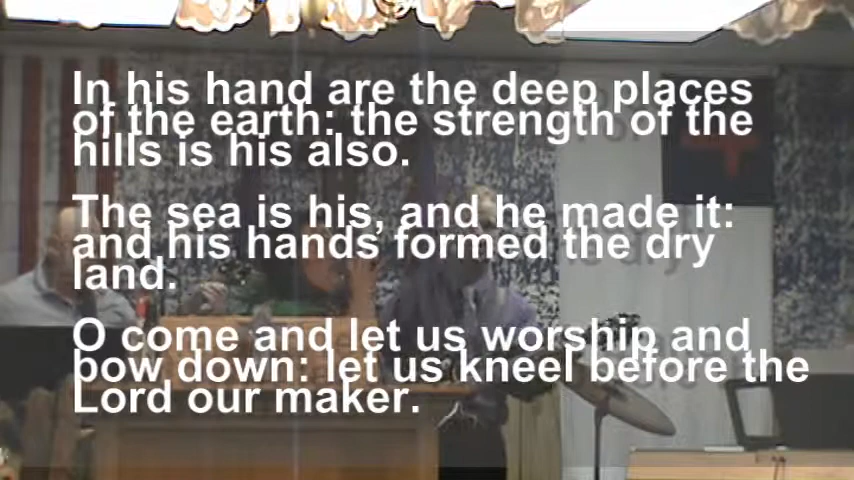 In his hand are the deep places
of the earth: the strength of the
hills is his also.
The sea is his, and he made it:
and his hands formed the dry
land.
O come and let us worship and
bow down: let us kneel before the
Lord our maker.